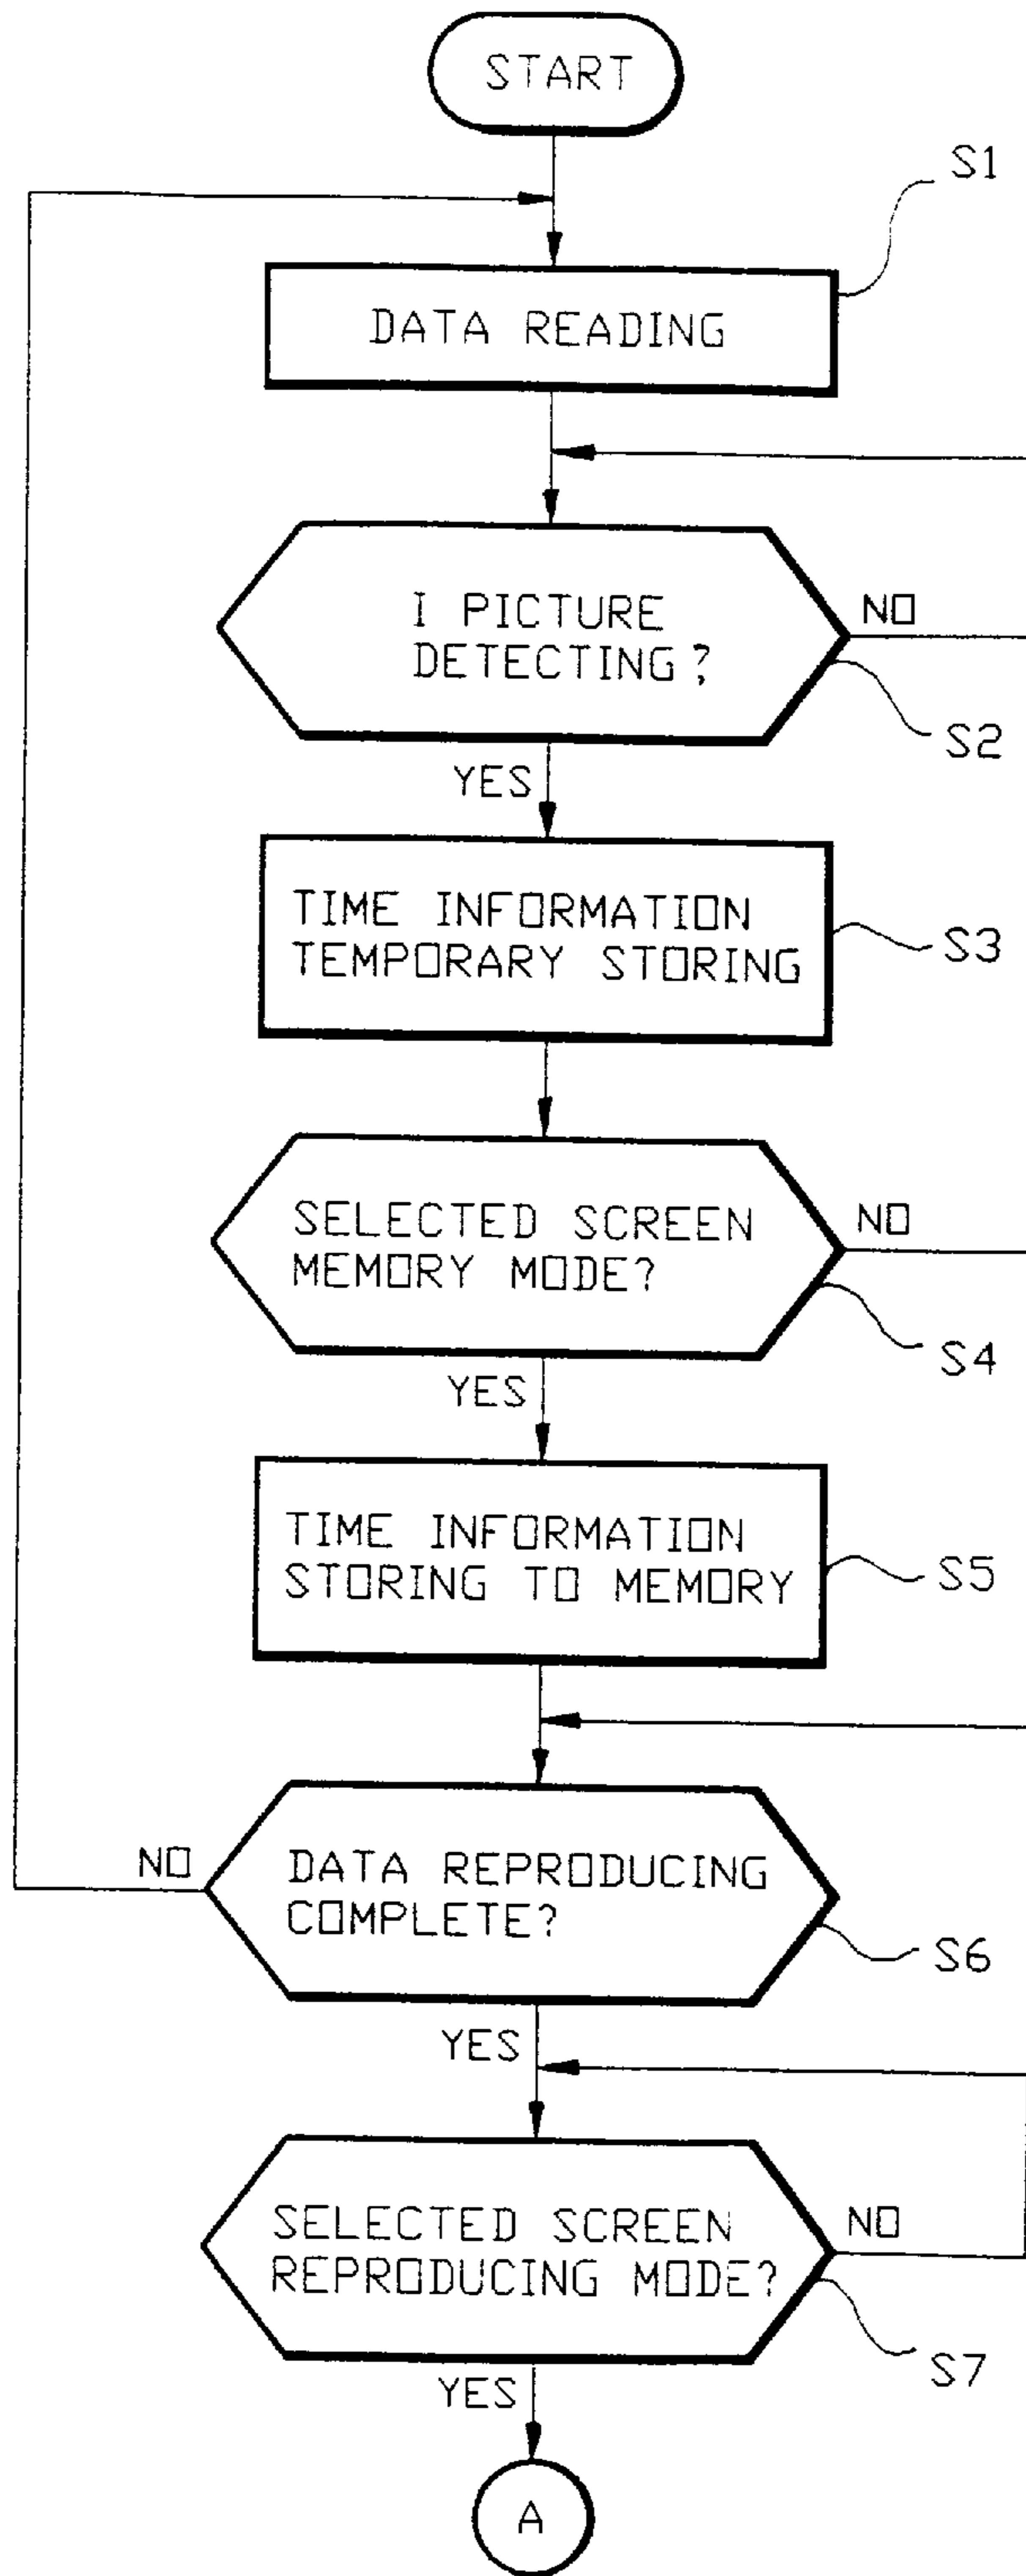 START
S1
DATA READING
I PICTURE
DETECTING?
NO
S2
YES
TIME INFORMATION
TEMPORARY STORING
S3
SELECTED SCREEN
MEMORY MODE?
NO
S4
YES
TIME INFORMATION
STORING TO MEMORY
S5
NO
DATA REPRODUCING
COMPLETE?
S6
YES
SELECTED SCREEN
REPRODUCING MODE?
NO
S7
YES
A